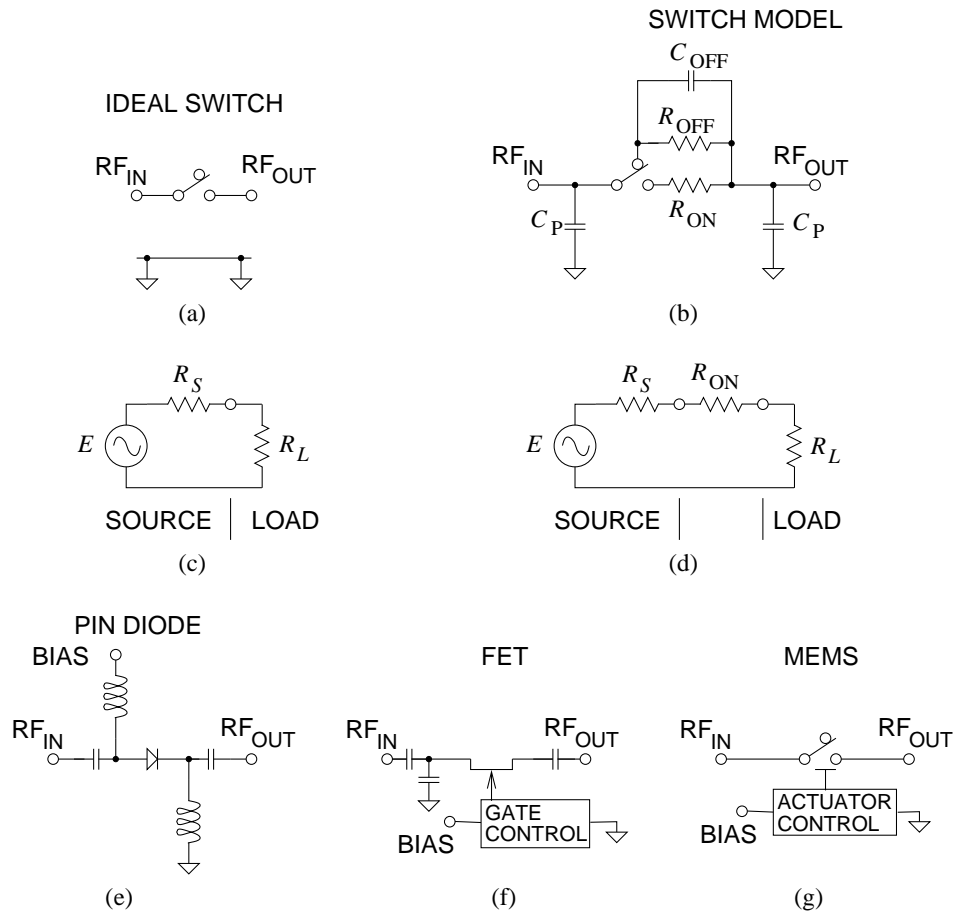 SWITCH MODEL
C OFF
IDEAL SWITCH
R OFF
RF IN
RF OUT
RF IN
RF OUT
R ON
C P
C P
(a)
(b)
R S
E
R L
SOURCE | LOAD
(c)
R S
R ON
E
R L
SOURCE | | LOAD
(d)
PIN DIODE
BIAS
RF IN
RF OUT
(e)
FET
RF IN
RF OUT
GATE
CONTROL
BIAS
(f)
MEMS
RF IN
RF OUT
ACTUATOR
CONTROL
BIAS
(g)